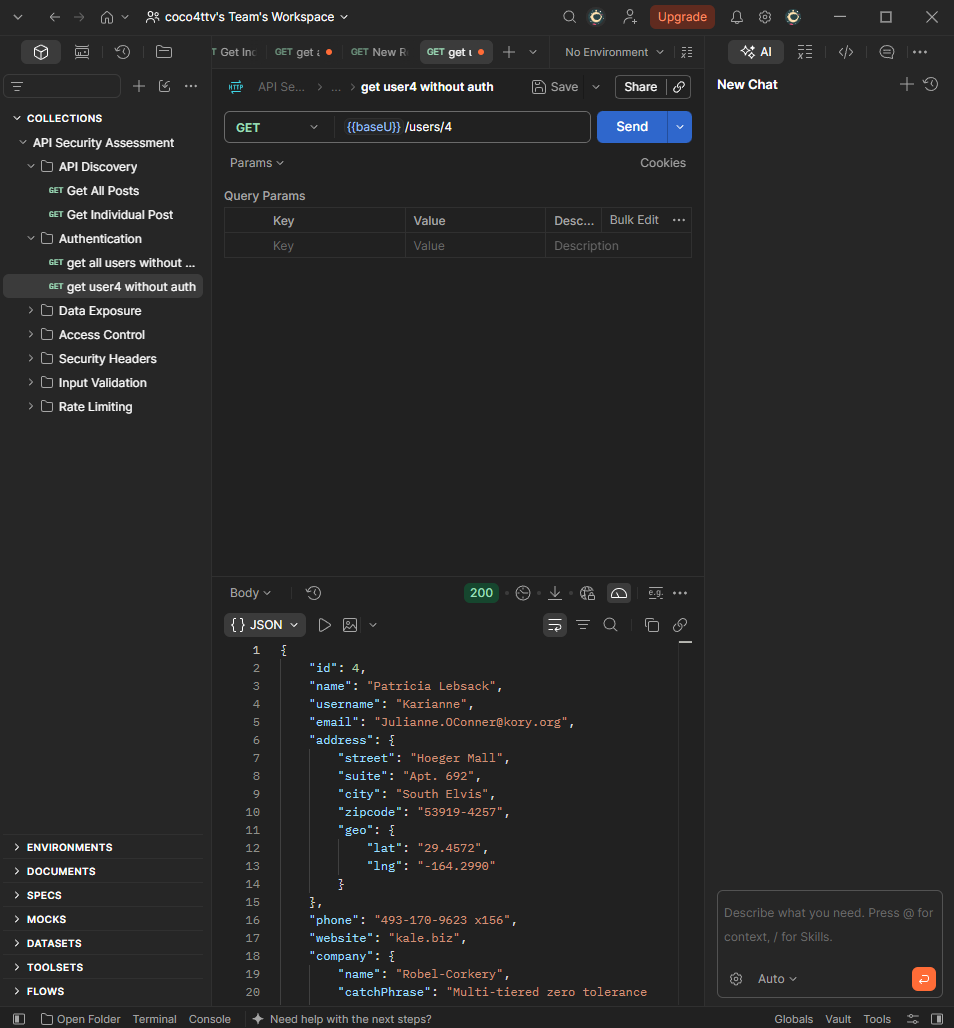 coco4ttv's Team's Workspace
Upgrade
GET Get
GET get
GET New R
GET get
No Environment
AI
COLLECTIONS
API Security Assessment
API Discovery
GET Get All Posts
GET Get Individual Post
Authentication
GET get all users without ...
GET get user4 without auth
Data Exposure
Access Control
Security Headers
Input Validation
Rate Limiting
ENVIRONMENTS
DOCUMENTS
SPECS
MOCKS
DATASETS
TOOLSETS
FLOWS
HTTP API Se... > ... > get user4 without auth
Save
Share
GET
{{baseU}} /users/4
Send
Params
Cookies
Query Params
Key Value Desc... Bulk Edit
Key Value Description
Body
200
e.g.
{} JSON
1 {
2 "id": 4,
3 "name": "Patricia Lebsack",
4 "username": "Karianne",
5 "email": "Julianne.OConner@kory.org",
6 "address": {
7 "street": "Hoeger Mall",
8 "suite": "Apt. 692",
9 "city": "South Elvis",
10 "zipcode": "53919-4257",
11 "geo": {
12 "lat": "29.4572",
13 "lng": "-164.2990"
14 }
15 },
16 "phone": "493-170-9623 x156",
17 "website": "kale.biz",
18 "company": {
19 "name": "Robel-Corkery",
20 "catchPhrase": "Multi-tiered zero tolerance
New Chat
Describe what you need. Press @ for
context, / for Skills.
Auto
Open Folder Terminal Console Need help with the next steps? Globals Vault Tools